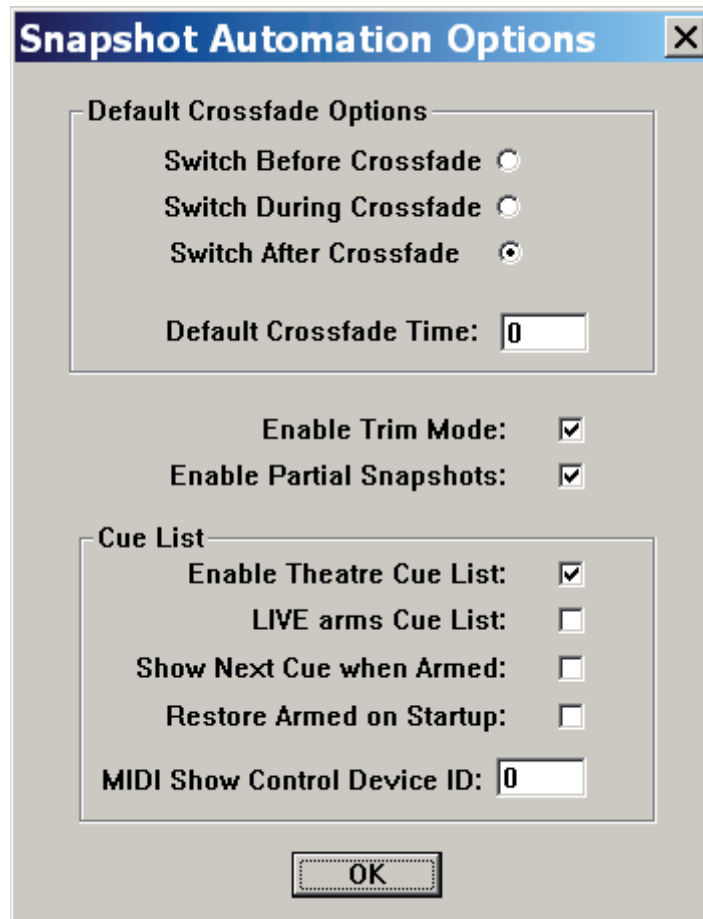 Snapshot Automation Options
Default Crossfade Options
Switch Before Crossfade
Switch During Crossfade
Switch After Crossfade
Default Crossfade Time: 0
Enable Trim Mode:
Enable Partial Snapshots:
Cue List
Enable Theatre Cue List:
LIVE arms Cue List:
Show Next Cue when Armed:
Restore Armed on Startup:
MIDI Show Control Device ID: 0
OK